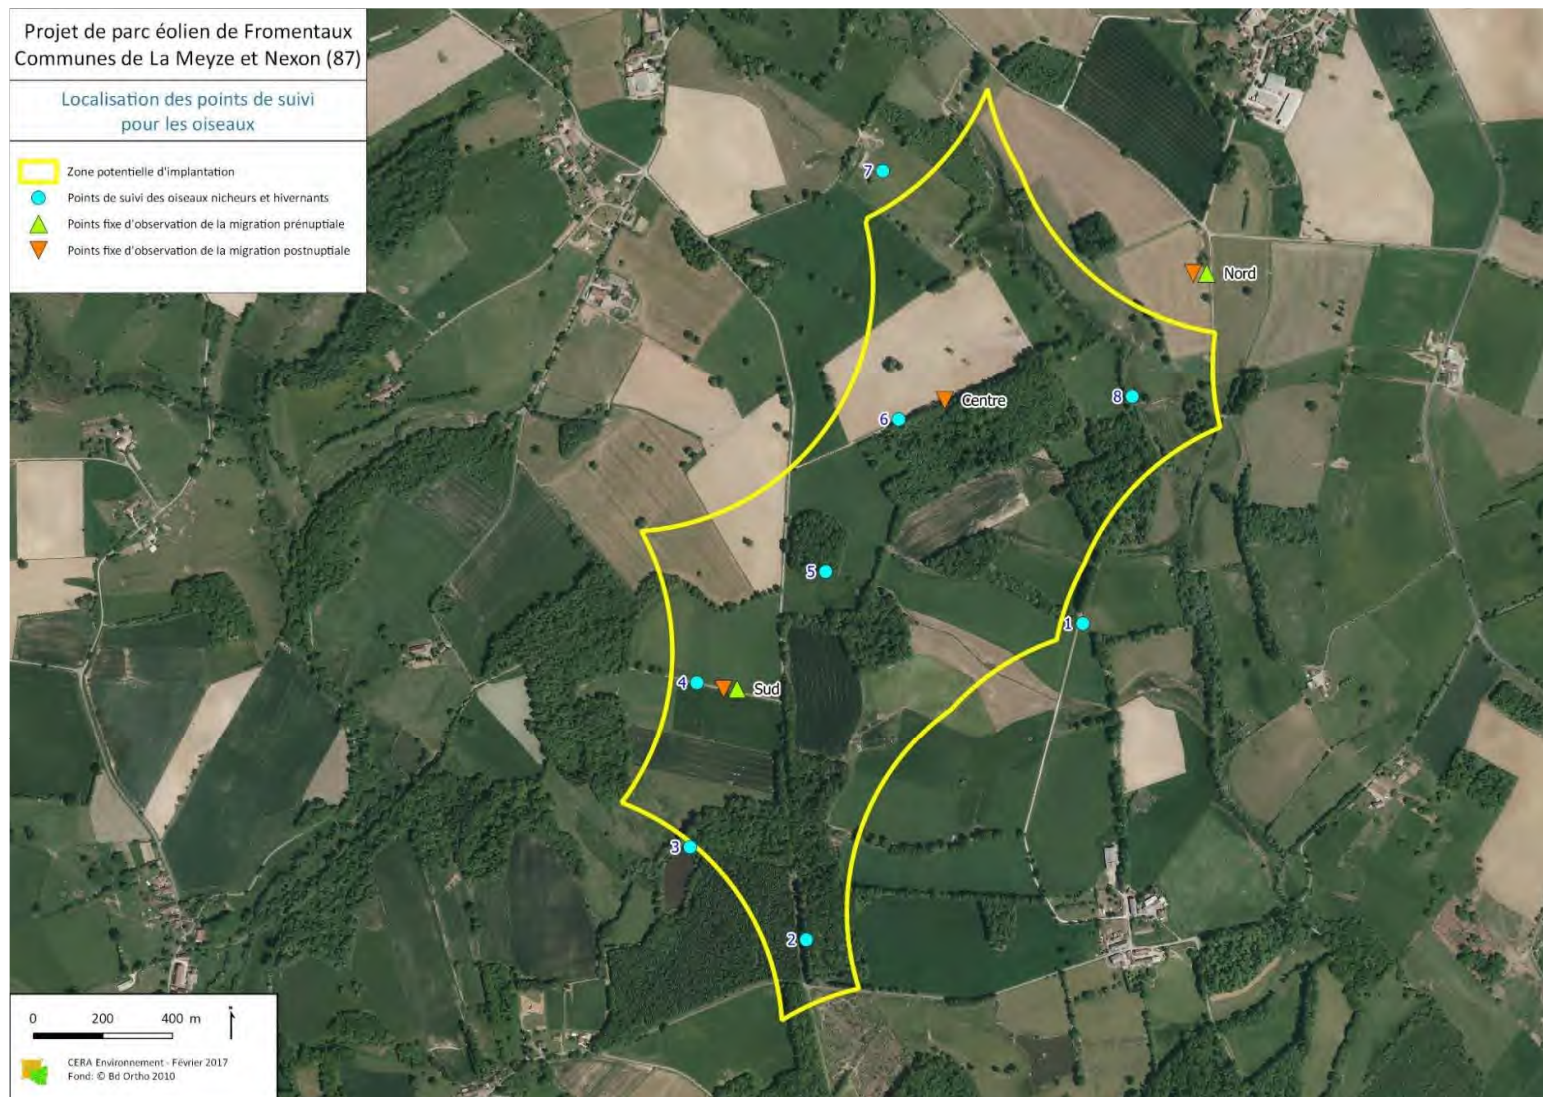 Projet de parc éolien de Fromentaux
Communes de La Meyze et Nexon (87)
Localisation des points de suivi
pour les oiseaux
Zone potentielle d'implantation
Points de suivi des oiseaux nicheurs et hivernants
Points fixe d'observation de la migration prénuptiale
Points fixe d'observation de la migration postnuptiale
7
Nord
8
Centre
6
5
1
4
Sud
3
2
0 200 400 m
CERA Environnement - Février 2017
Fond: © Bd Ortho 2010